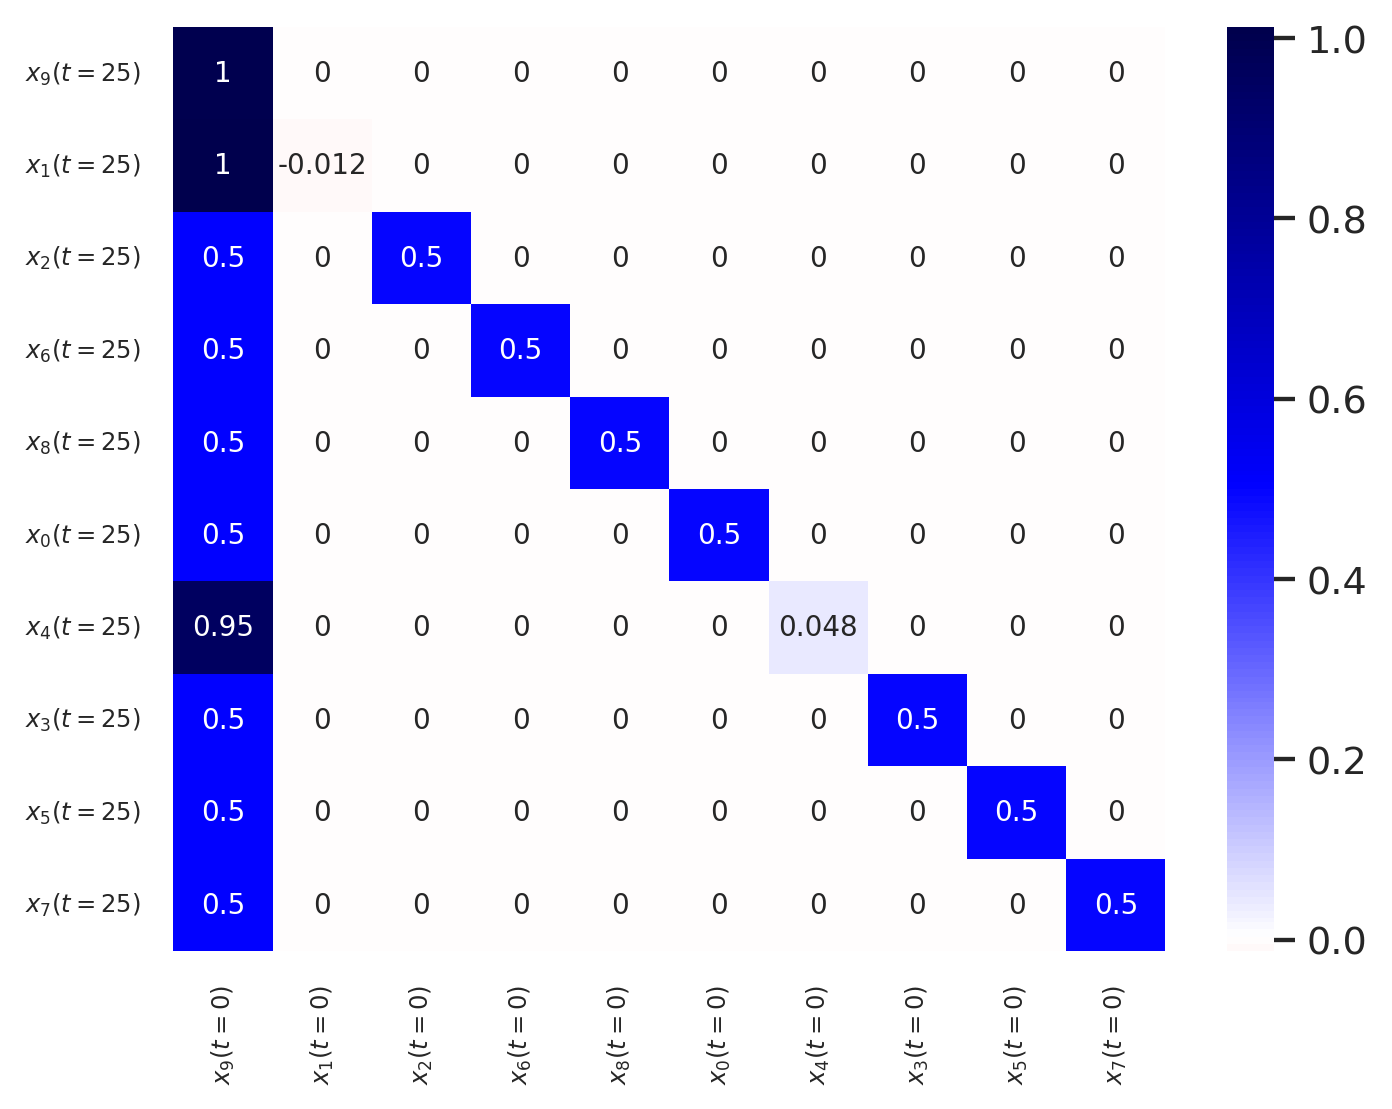 x₉(t = 25) 1 0 0 0 0 0 0 0 0 0
x₁(t = 25) 1 -0.012 0 0 0 0 0 0 0 0
x₂(t = 25) 0.5 0 0.5 0 0 0 0 0 0 0
x₆(t = 25) 0.5 0 0 0.5 0 0 0 0 0 0
x₈(t = 25) 0.5 0 0 0 0.5 0 0 0 0 0
x₀(t = 25) 0.5 0 0 0 0 0.5 0 0 0 0
x₄(t = 25) 0.95 0 0 0 0 0 0.048 0 0 0
x₃(t = 25) 0.5 0 0 0 0 0 0 0.5 0 0
x₅(t = 25) 0.5 0 0 0 0 0 0 0 0.5 0
x₇(t = 25) 0.5 0 0 0 0 0 0 0 0 0.5
x₉(t = 0)
x₁(t = 0)
x₂(t = 0)
x₆(t = 0)
x₈(t = 0)
x₀(t = 0)
x₄(t = 0)
x₃(t = 0)
x₅(t = 0)
x₇(t = 0)
1.0
0.8
0.6
0.4
0.2
0.0